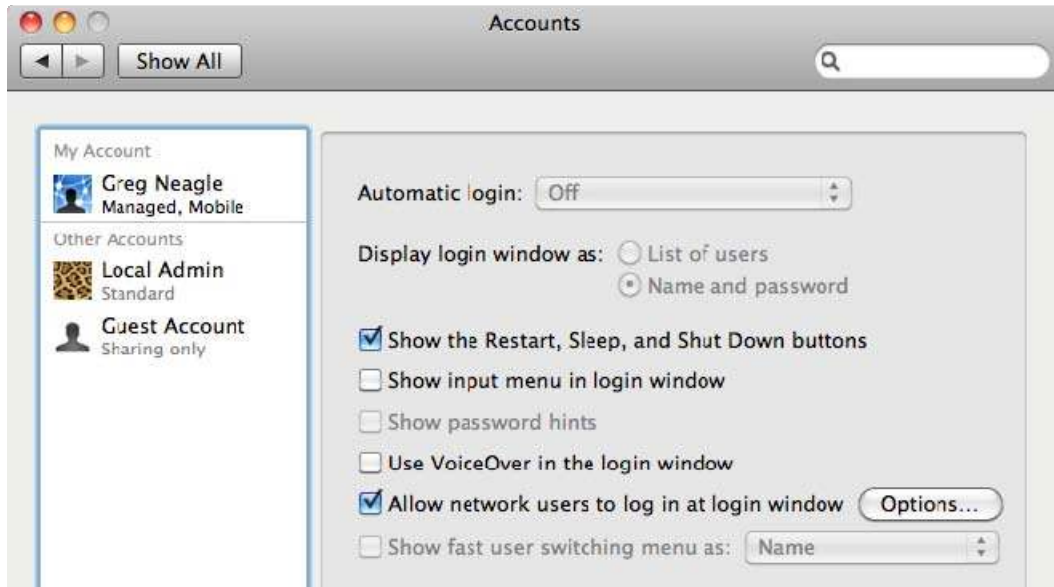 Accounts
Show All
My Account
Greg Neagle
Managed, Mobile
Other Accounts
Local Admin
Standard
Guest Account
Sharing only
Automatic login: Off
Display login window as: List of users
Name and password
Show the Restart, Sleep, and Shut Down buttons
Show input menu in login window
Show password hints
Use VoiceOver in the login window
Allow network users to log in at login window Options...
Show fast user switching menu as: Name